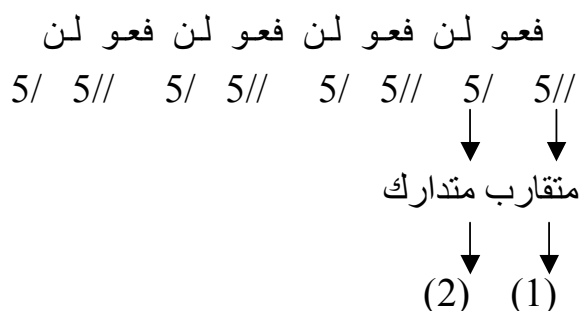 فعو لن فعو لن فعو لن فعو لن
//5 /5 //5 /5 //5 /5 //5 /5
متقارب متدارك
(1) (2)